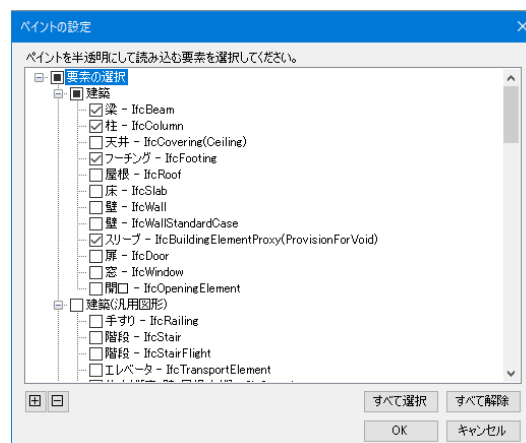 ペイントの設定
ペイントを半透明にして読み込む要素を選択してください。
要素の選択
建築
梁 - IfcBeam
柱 - IfcColumn
天井 - IfcCovering(Ceiling)
フーチング - IfcFooting
屋根 - IfcRoof
床 - IfcSlab
壁 - IfcWall
壁 - IfcWallStandardCase
スリーブ - IfcBuildingElementProxy(ProvisionForVoid)
扉 - IfcDoor
窓 - IfcWindow
開口 - IfcOpeningElement
建築(汎用図形)
手すり - IfcRailing
階段 - IfcStair
階段 - IfcStairFlight
エレベータ - IfcTransportElement
すべて選択 すべて解除
OK キャンセル